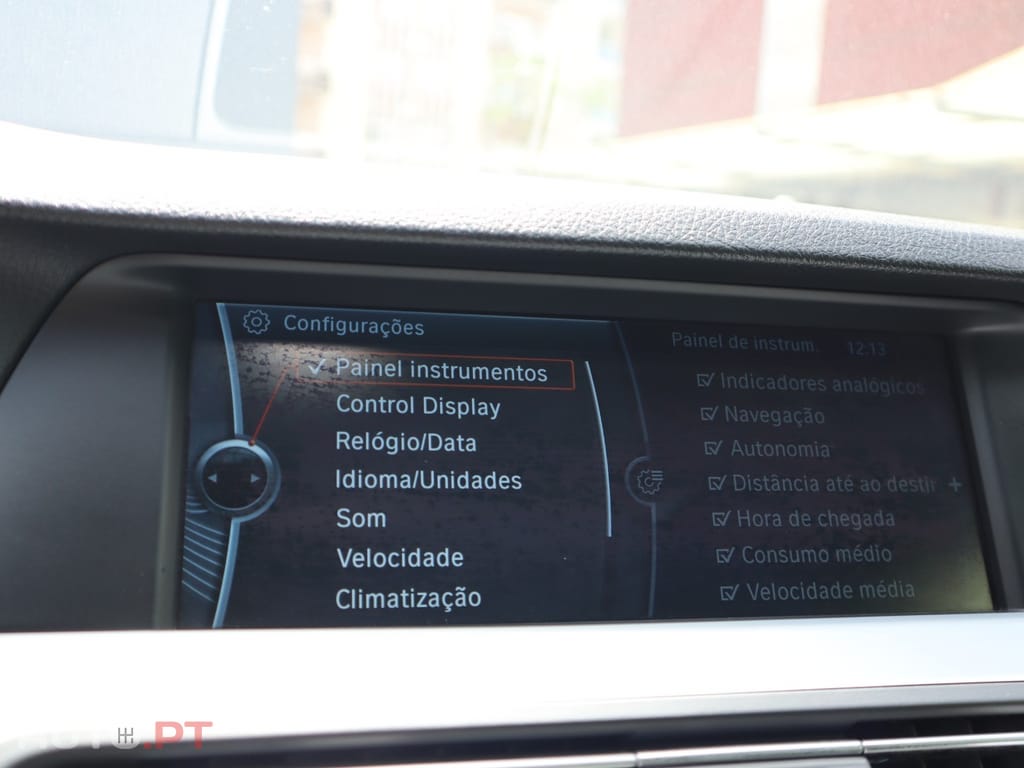 Configurações
Painel instrumentos
Control Display
Relógio/Data
Idioma/Unidades
Som
Velocidade
Climatização
Painel de instrum. 12:13
Indicadores analógicos
Navegação
Autonomia
Distância até ao destir +
Hora de chegada
Consumo médio
Velocidade média
.PT